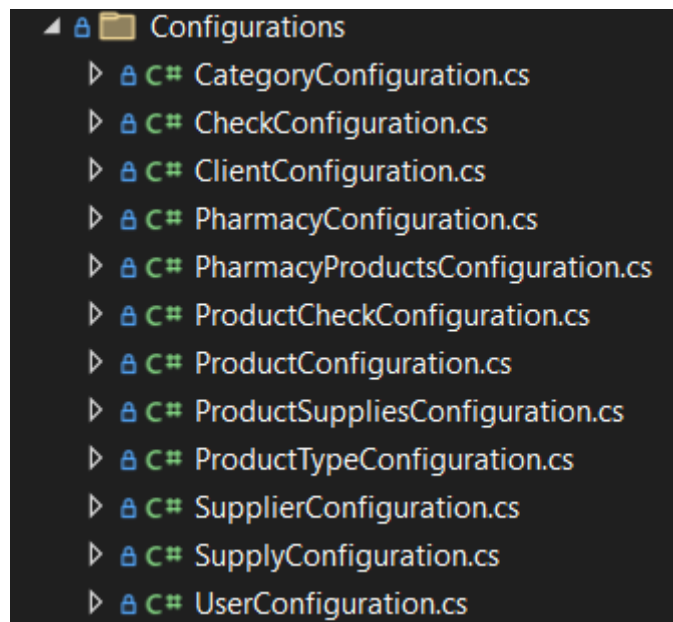 Configurations
C# CategoryConfiguration.cs
C# CheckConfiguration.cs
C# ClientConfiguration.cs
C# PharmacyConfiguration.cs
C# PharmacyProductsConfiguration.cs
C# ProductCheckConfiguration.cs
C# ProductConfiguration.cs
C# ProductSuppliesConfiguration.cs
C# ProductTypeConfiguration.cs
C# SupplierConfiguration.cs
C# SupplyConfiguration.cs
C# UserConfiguration.cs